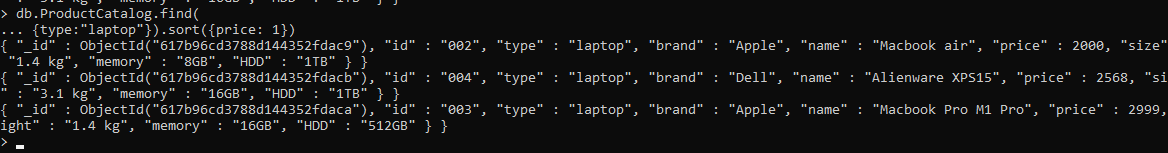 > db.ProductCatalog.find(
... {type:"laptop"}).sort({price: 1})
{ "_id" : ObjectId("617b96cd3788d144352fdac9"), "id" : "002", "type" : "laptop", "brand" : "Apple", "name" : "Macbook air", "price" : 2000, "size"
 "1.4 kg", "memory" : "8GB", "HDD" : "1TB" } }
{ "_id" : ObjectId("617b96cd3788d144352fdacb"), "id" : "004", "type" : "laptop", "brand" : "Dell", "name" : "Alienware XPS15", "price" : 2568, "si
" : "3.1 kg", "memory" : "16GB", "HDD" : "1TB" } }
{ "_id" : ObjectId("617b96cd3788d144352fdaca"), "id" : "003", "type" : "laptop", "brand" : "Apple", "name" : "Macbook Pro M1 Pro", "price" : 2999,
ight" : "1.4 kg", "memory" : "16GB", "HDD" : "512GB" } }
>